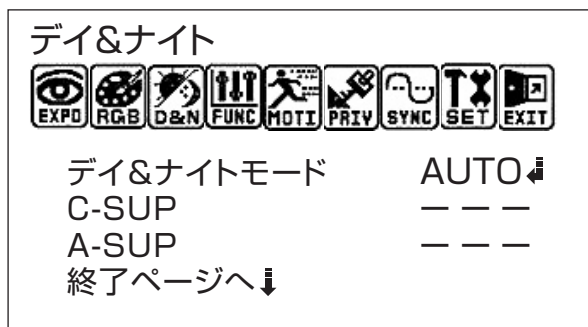 デイ&ナイト
EXPO RGB D&N FUNC MOTI PRIV SYNC SET EXIT
デイ&ナイトモード AUTO
C-SUP ー ー ー
A-SUP ー ー ー
終了ページへ